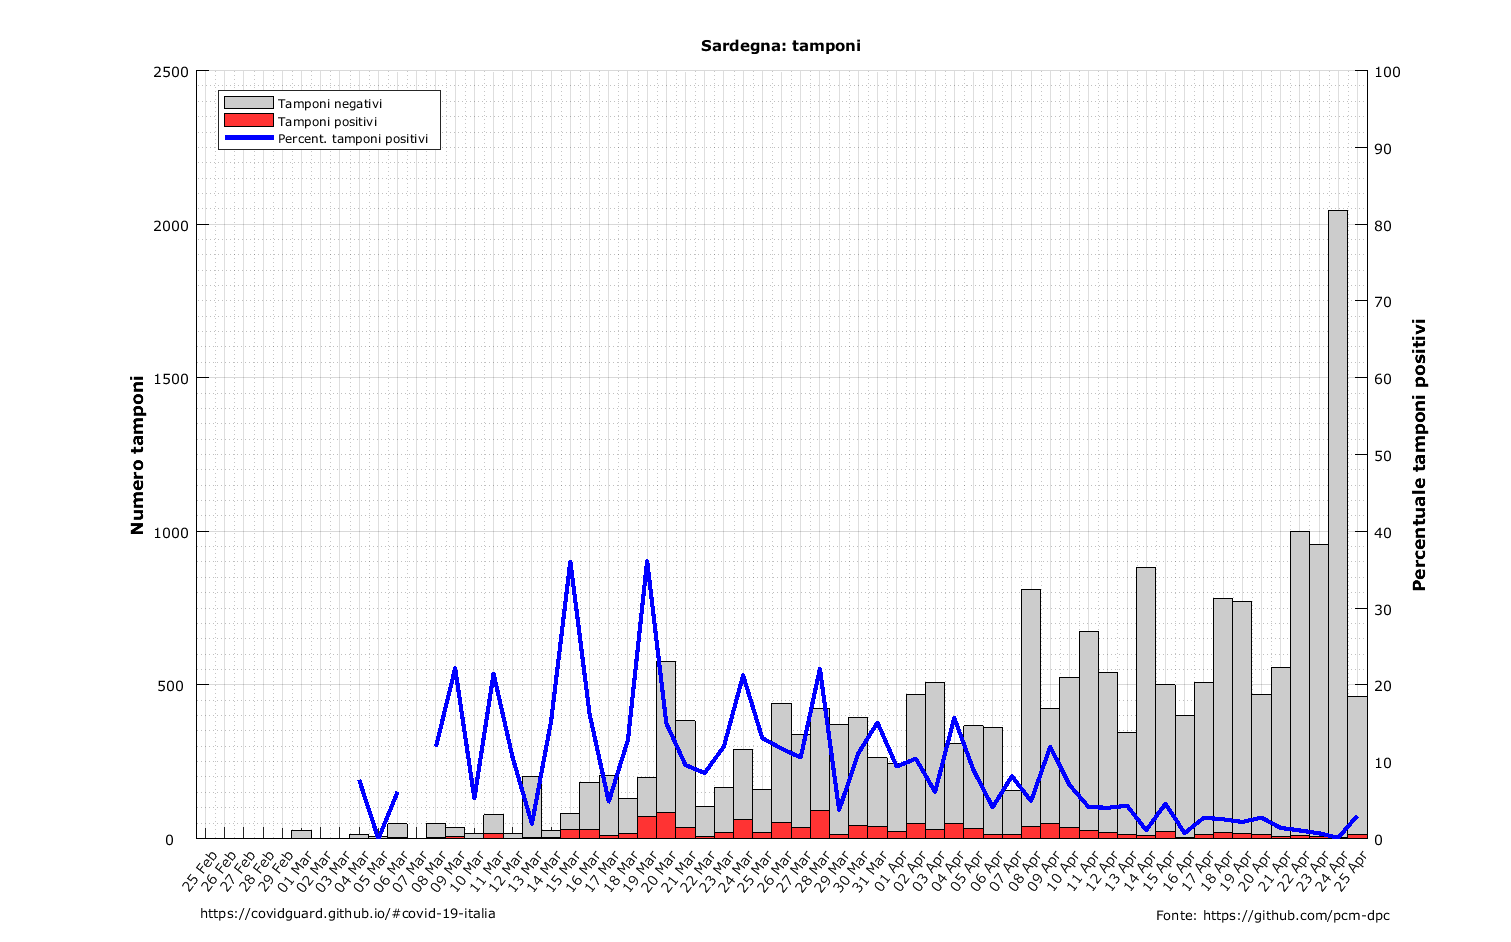 Sardegna: tamponi
2500
2000
1500
1000
500
0
Numero tamponi
Tamponi negativi
Tamponi positivi
Percent. tamponi positivi
100
90
80
70
60
50
40
30
20
10
0
Percentuale tamponi positivi
25 Feb
26 Feb
27 Feb
28 Feb
29 Feb
01 Mar
02 Mar
03 Mar
04 Mar
05 Mar
06 Mar
07 Mar
08 Mar
09 Mar
10 Mar
11 Mar
12 Mar
13 Mar
14 Mar
15 Mar
16 Mar
17 Mar
18 Mar
19 Mar
20 Mar
21 Mar
22 Mar
23 Mar
24 Mar
25 Mar
26 Mar
27 Mar
28 Mar
29 Mar
30 Mar
31 Mar
01 Apr
02 Apr
03 Apr
04 Apr
05 Apr
06 Apr
07 Apr
08 Apr
09 Apr
10 Apr
11 Apr
12 Apr
13 Apr
14 Apr
15 Apr
16 Apr
17 Apr
18 Apr
19 Apr
20 Apr
21 Apr
22 Apr
23 Apr
24 Apr
25 Apr
https://covidguard.github.io/#covid-19-italia
Fonte: https://github.com/pcm-dpc